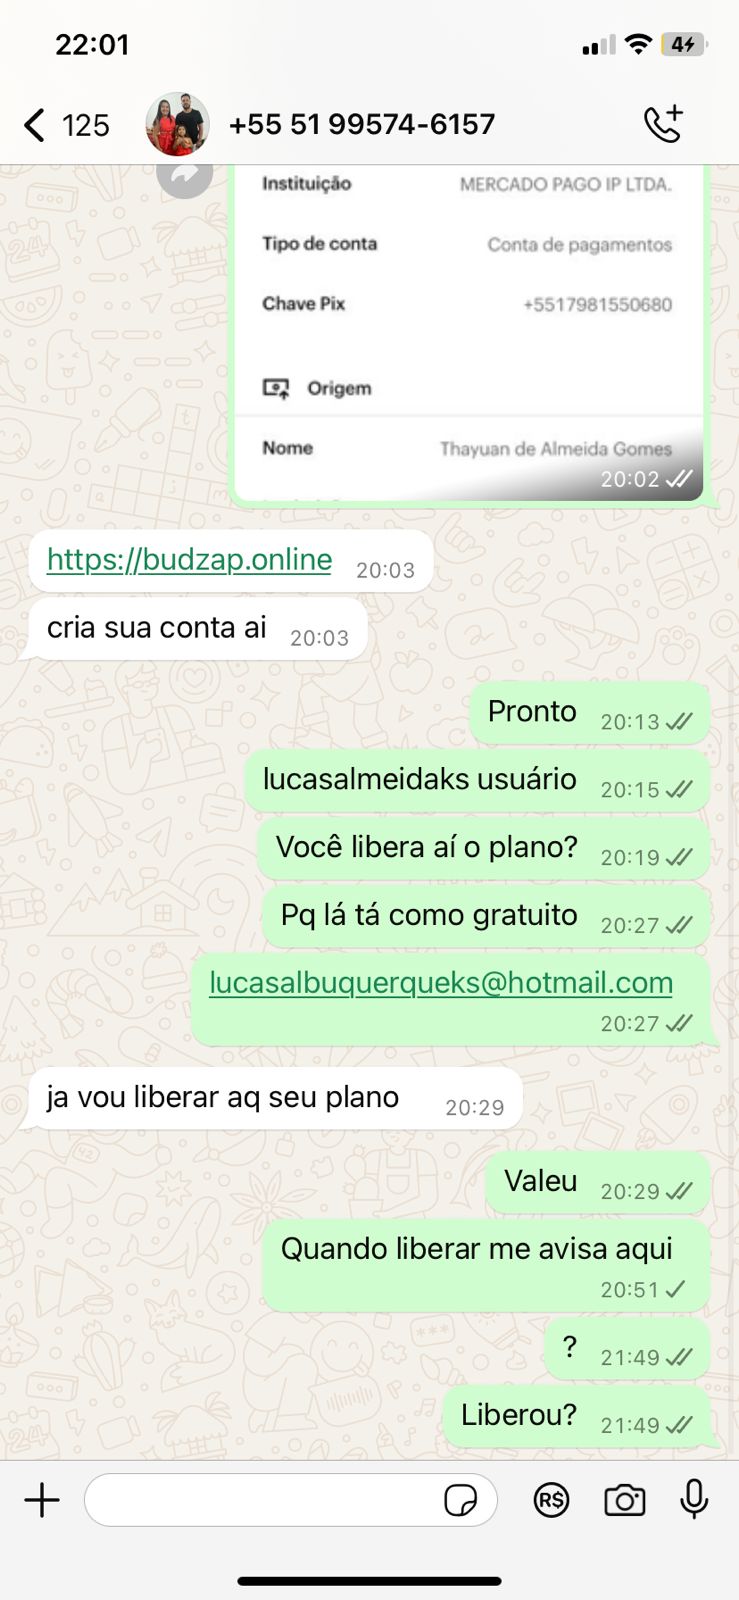 22:01
4
125
+55 51 99574-6157
Instituição MERCADO PAGO IP LTDA.
Tipo de conta Conta de pagamentos
Chave Pix +5517981550680
Origem
Nome Thayuan de Almeida Gomes
20:02
https://budzap.online 20:03
cria sua conta ai 20:03
Pronto 20:13
lucasalmeidaks usuário 20:15
Você libera aí o plano? 20:19
Pq lá tá como gratuito 20:27
lucasalbuquerqueks@hotmail.com
20:27
ja vou liberar aq seu plano 20:29
Valeu 20:29
Quando liberar me avisa aqui
20:51
? 21:49
Liberou? 21:49
R$